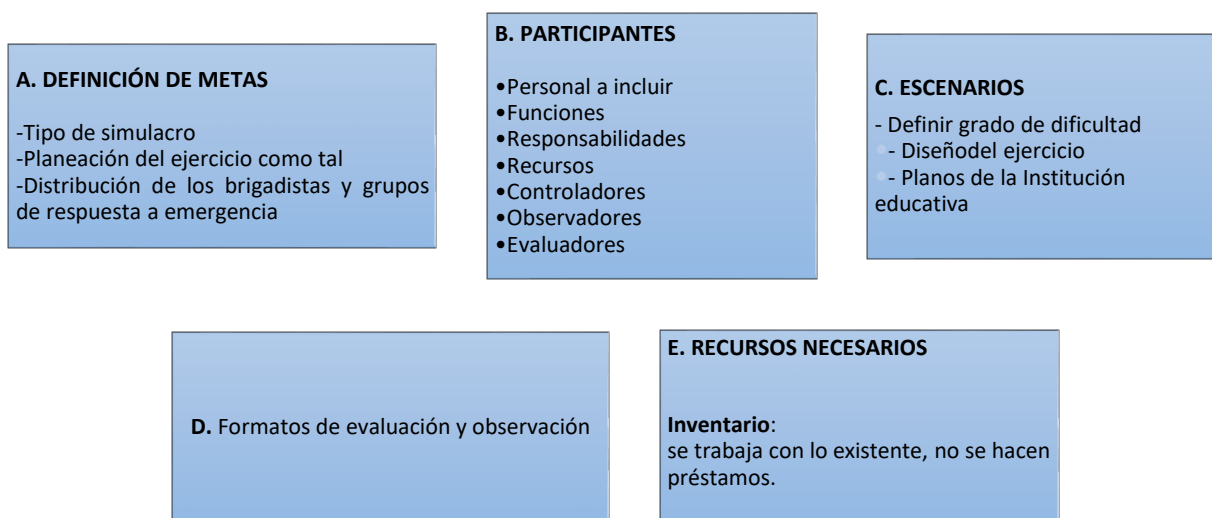 A. DEFINICIÓN DE METAS
-Tipo de simulacro
-Planeación del ejercicio como tal
-Distribución de los brigadistas y grupos
de respuesta a emergencia
B. PARTICIPANTES
•Personal a incluir
•Funciones
•Responsabilidades
•Recursos
•Controladores
•Observadores
•Evaluadores
C. ESCENARIOS
- Definir grado de dificultad
•- Diseñodel ejercicio
•- Planos de la Institución
educativa
D. Formatos de evaluación y observación
E. RECURSOS NECESARIOS
Inventario:
se trabaja con lo existente, no se hacen
préstamos.